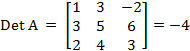 Det A = [1 3 −2
3 5 6
2 4 3] = −4